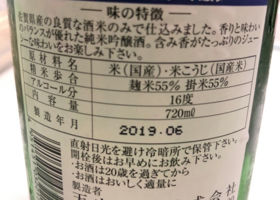 味の特徴
佐賀県産の良質な酒米のみで仕込みました。香りと味わい
のバランスが優れた純米吟醸酒。含み香がたっぷりのジュー
シーな味わいをお楽しみ下さい。
原材料名 米(国産)・米こうじ(国産米)
精米歩合 麹米55% 掛米55%
アルコール分 16度
内容量 720ml
製造年月 2019.06
直射日光を避け冷暗所で保管下さい。
開栓後はお早めにお飲み下さい。
・お酒は20歳を過ぎてから
・お酒はおいしく適量に
製造者
式会社